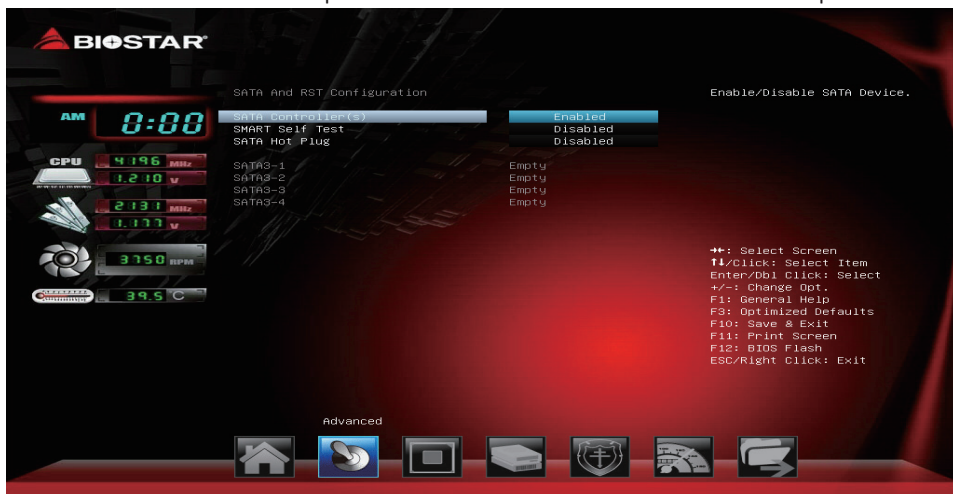 BIOSTAR
SATA And RST Configuration
Enable/Disable SATA Device.
AM 0:00
SATA Controller(s) Enabled
SMART Self Test Disabled
SATA Hot Plug Disabled
CPU 4196 MHz
1.210 V
SATA3-1 Empty
SATA3-2 Empty
SATA3-3 Empty
SATA3-4 Empty
2131 MHz
1.177 V
3750 RPM
39.5 C
→←: Select Screen
↑↓/Click: Select Item
Enter/Dbl Click: Select
+/-: Change Opt.
F1: General Help
F3: Optimized Defaults
F10: Save & Exit
F11: Print Screen
F12: BIOS Flash
ESC/Right Click: Exit
Advanced